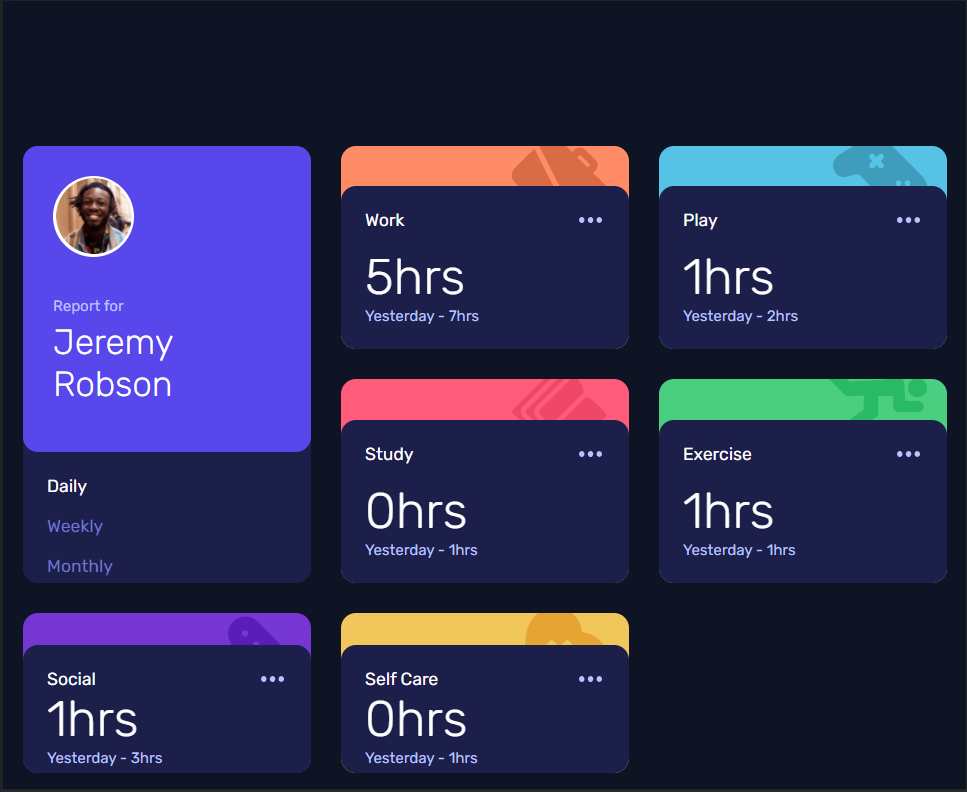 Report for
Jeremy
Robson
Daily
Weekly
Monthly
Work
5hrs
Yesterday - 7hrs
Play
1hrs
Yesterday - 2hrs
Study
0hrs
Yesterday - 1hrs
Exercise
1hrs
Yesterday - 1hrs
Social
1hrs
Yesterday - 3hrs
Self Care
0hrs
Yesterday - 1hrs